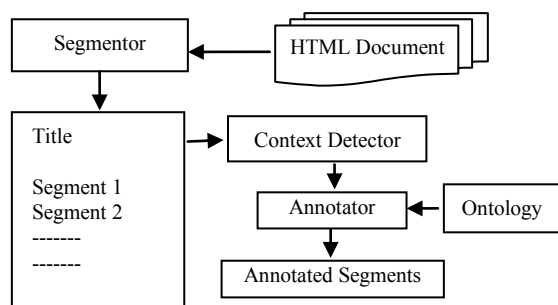 Segmentor
HTML Document
Title
Context Detector
Segment 1
Segment 2
-------
-------
Annotator
Ontology
Annotated Segments